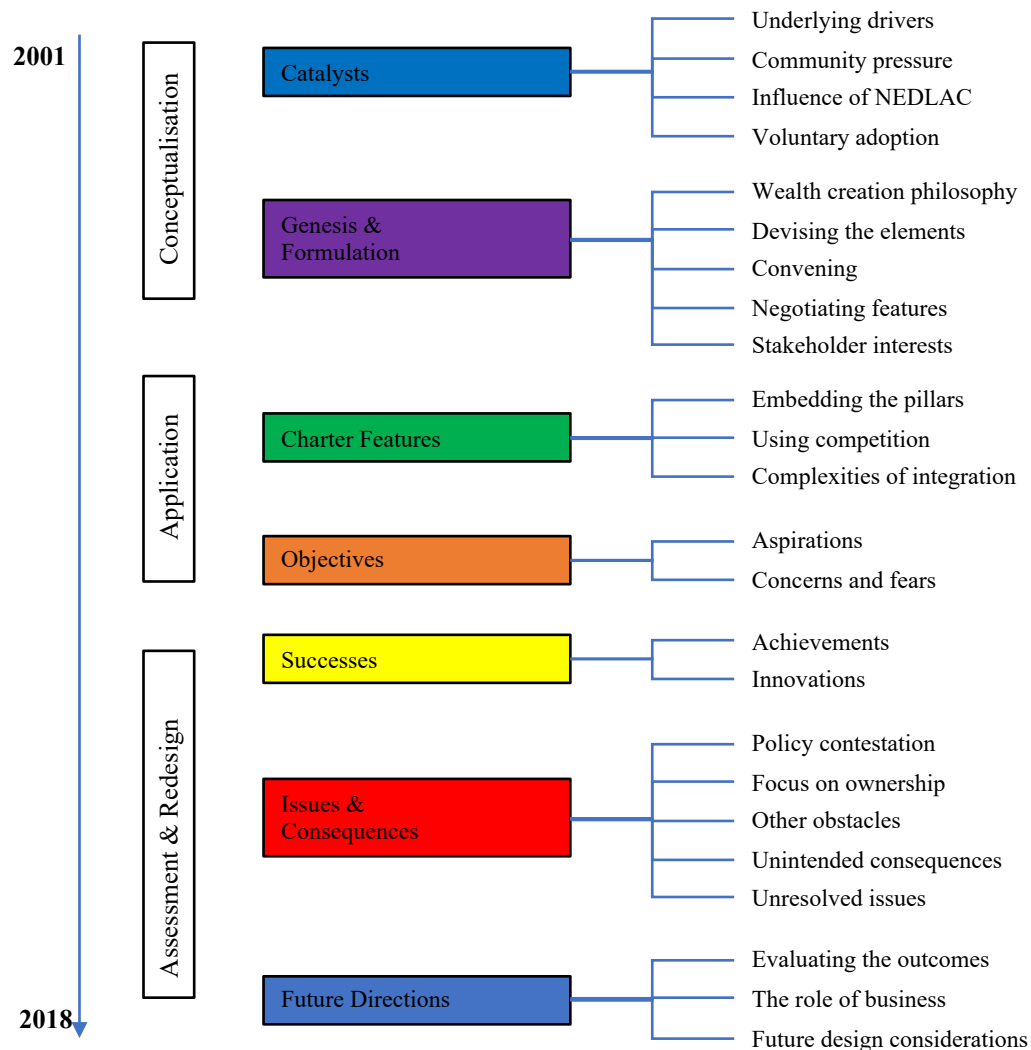 2001
Conceptualisation
Catalysts
Underlying drivers
Community pressure
Influence of NEDLAC
Voluntary adoption
Genesis &
Formulation
Wealth creation philosophy
Devising the elements
Convening
Negotiating features
Stakeholder interests
Application
Charter Features
Embedding the pillars
Using competition
Complexities of integration
Objectives
Aspirations
Concerns and fears
Assessment & Redesign
Successes
Achievements
Innovations
Issues &
Consequences
Policy contestation
Focus on ownership
Other obstacles
Unintended consequences
Unresolved issues
Future Directions
Evaluating the outcomes
The role of business
Future design considerations
2018